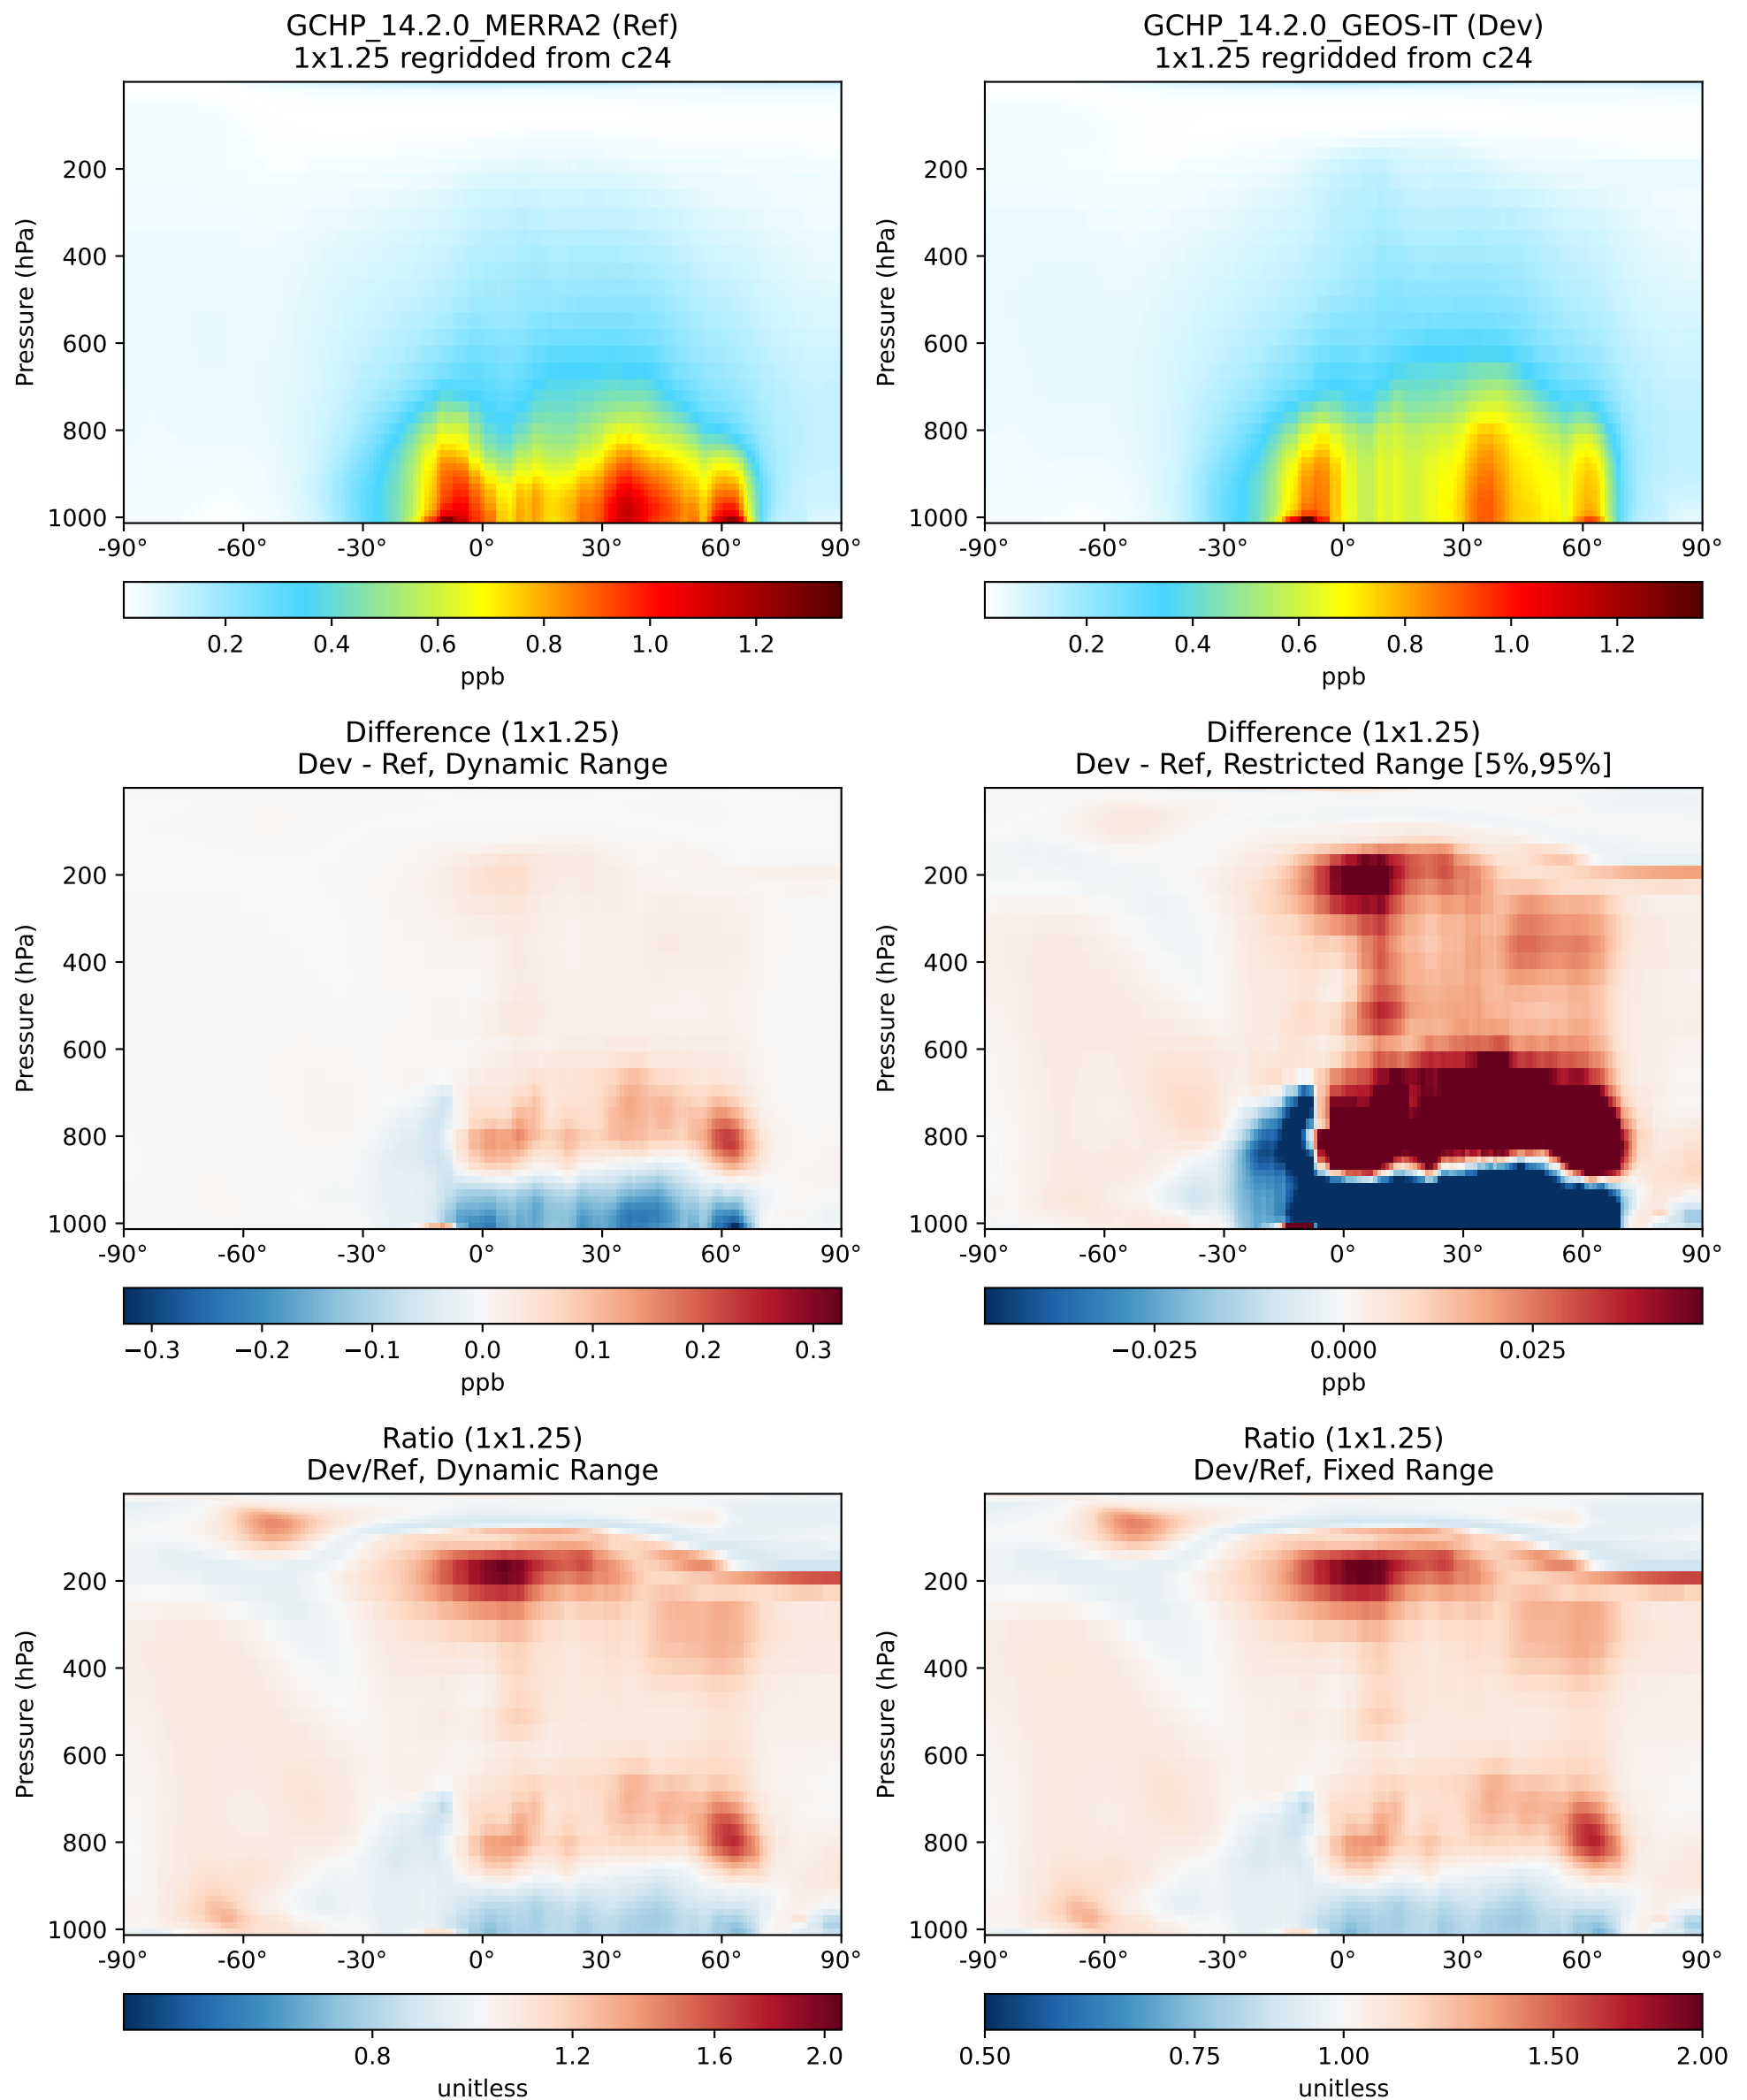 GCHP_14.2.0_MERRA2 (Ref)
1x1.25 regridded from c24
Pressure (hPa)
200
400
600
800
1000
-90° -60° -30° 0° 30° 60° 90°
0.2 0.4 0.6 0.8 1.0 1.2
ppb
GCHP_14.2.0_GEOS-IT (Dev)
1x1.25 regridded from c24
Pressure (hPa)
200
400
600
800
1000
-90° -60° -30° 0° 30° 60° 90°
0.2 0.4 0.6 0.8 1.0 1.2
ppb
Difference (1x1.25)
Dev - Ref, Dynamic Range
Pressure (hPa)
200
400
600
800
1000
-90° -60° -30° 0° 30° 60° 90°
−0.3 −0.2 −0.1 0.0 0.1 0.2 0.3
ppb
Difference (1x1.25)
Dev - Ref, Restricted Range [5%,95%]
Pressure (hPa)
200
400
600
800
1000
-90° -60° -30° 0° 30° 60° 90°
−0.025 0.000 0.025
ppb
Ratio (1x1.25)
Dev/Ref, Dynamic Range
Pressure (hPa)
200
400
600
800
1000
-90° -60° -30° 0° 30° 60° 90°
0.8 1.2 1.6 2.0
unitless
Ratio (1x1.25)
Dev/Ref, Fixed Range
Pressure (hPa)
200
400
600
800
1000
-90° -60° -30° 0° 30° 60° 90°
0.50 0.75 1.00 1.50 2.00
unitless